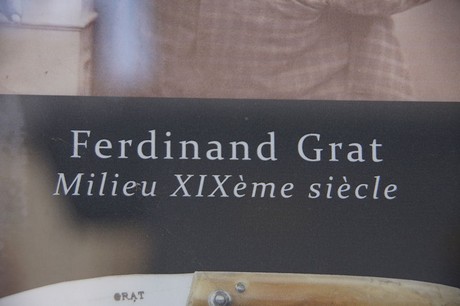 Ferdinand Grat
Milieu XIXème siècle
GRAT